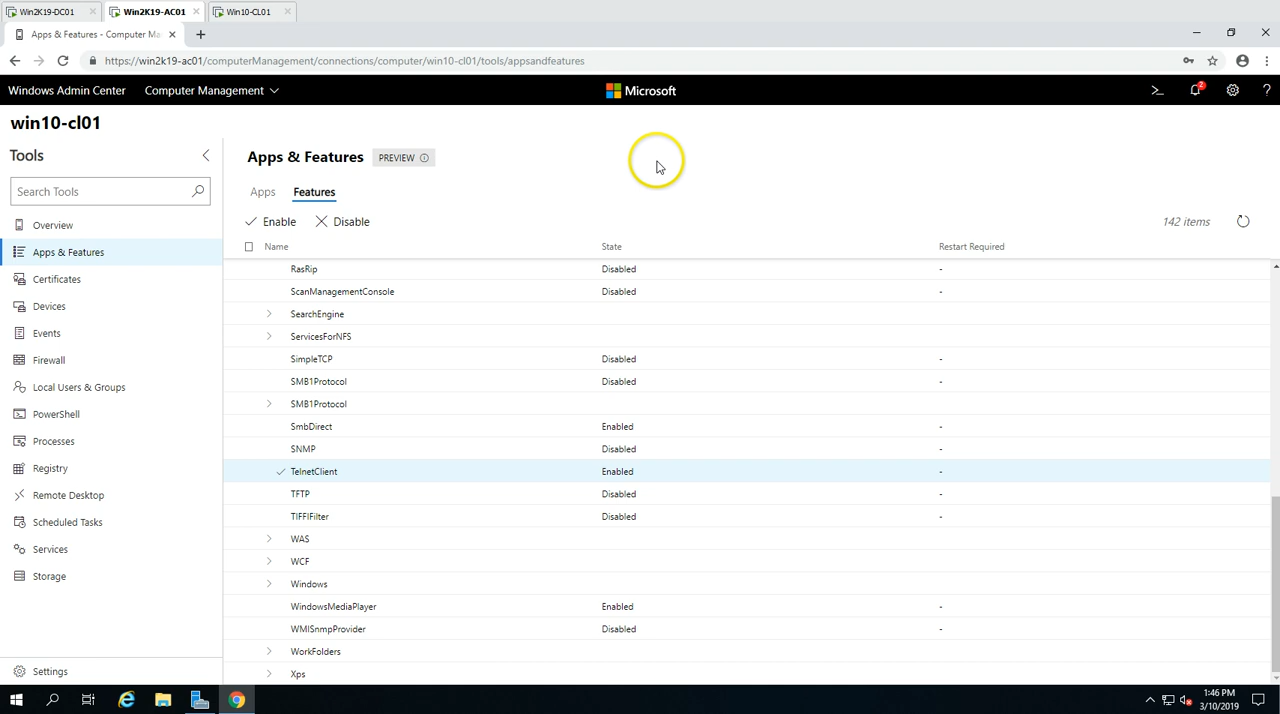 Win2K19-DC01
Win2K19-AC01
Win10-CL01
Apps & Features - Computer Ma
https://win2k19-ac01/computerManagement/connections/computer/win10-cl01/tools/appsandfeatures
Windows Admin Center Computer Management
Microsoft
2
?
win10-cl01
Tools
Search Tools
Overview
Apps & Features
Certificates
Devices
Events
Firewall
Local Users & Groups
PowerShell
Processes
Registry
Remote Desktop
Scheduled Tasks
Services
Storage
Settings
Apps & Features PREVIEW
Apps Features
Enable Disable 142 items
Name State Restart Required
RasRip Disabled -
ScanManagementConsole Disabled -
SearchEngine
ServicesForNFS
SimpleTCP Disabled -
SMB1Protocol Disabled -
SMB1Protocol
SmbDirect Enabled -
SNMP Disabled -
TelnetClient Enabled -
TFTP Disabled -
TIFFIFilter Disabled -
WAS
WCF
Windows
WindowsMediaPlayer Enabled -
WMISnmpProvider Disabled -
WorkFolders
Xps
1:46 PM
3/10/2019